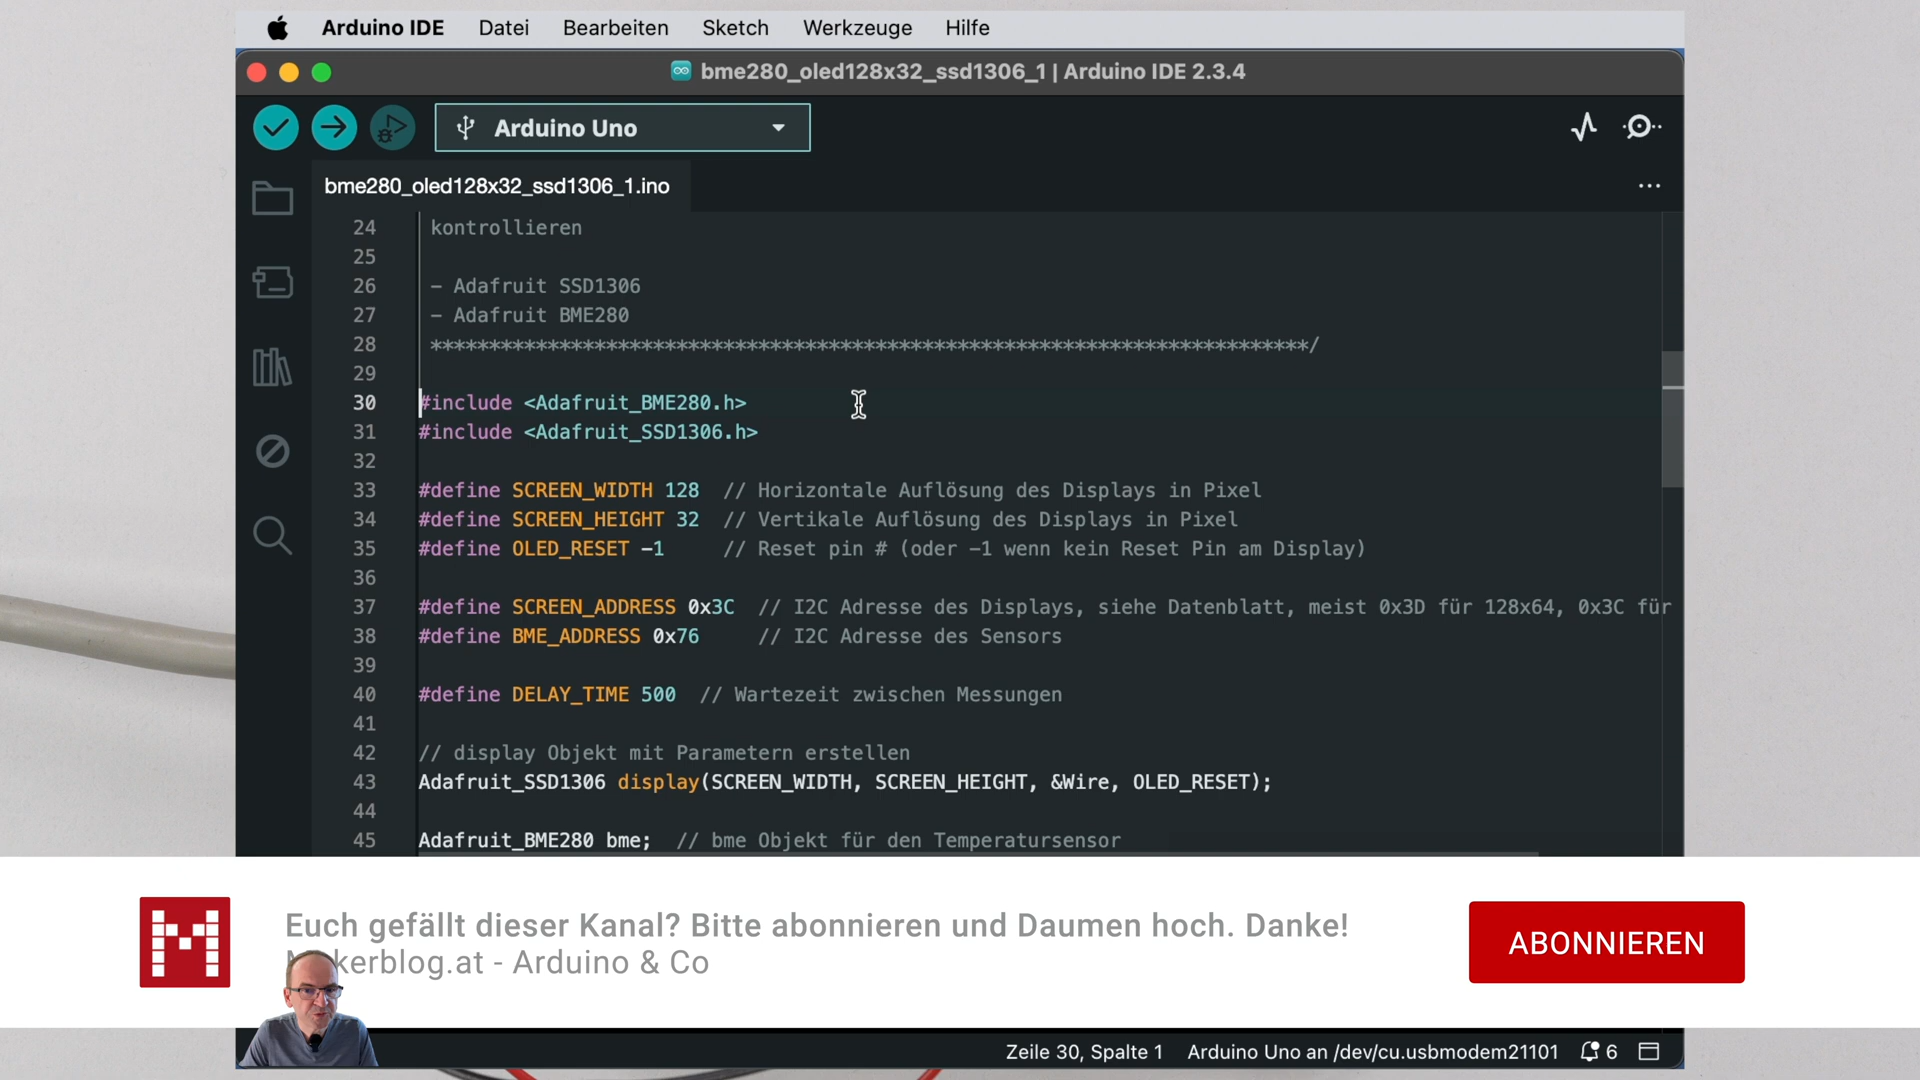 Arduino IDE Datei Bearbeiten Sketch Werkzeuge Hilfe
bme280_oled128x32_ssd1306_1 | Arduino IDE 2.3.4
Arduino Uno
bme280_oled128x32_ssd1306_1.ino
24 kontrollieren
25
26 - Adafruit SSD1306
27 - Adafruit BME280
28 ***************************************************************************/
29
30 #include <Adafruit_BME280.h>
31 #include <Adafruit_SSD1306.h>
32
33 #define SCREEN_WIDTH 128 // Horizontale Auflösung des Displays in Pixel
34 #define SCREEN_HEIGHT 32 // Vertikale Auflösung des Displays in Pixel
35 #define OLED_RESET -1 // Reset pin # (oder -1 wenn kein Reset Pin am Display)
36
37 #define SCREEN_ADDRESS 0x3C // I2C Adresse des Displays, siehe Datenblatt, meist 0x3D für 128x64, 0x3C für
38 #define BME_ADDRESS 0x76 // I2C Adresse des Sensors
39
40 #define DELAY_TIME 500 // Wartezeit zwischen Messungen
41
42 // display Objekt mit Parametern erstellen
43 Adafruit_SSD1306 display(SCREEN_WIDTH, SCREEN_HEIGHT, &Wire, OLED_RESET);
44
45 Adafruit_BME280 bme; // bme Objekt für den Temperatursensor
M
Euch gefällt dieser Kanal? Bitte abonnieren und Daumen hoch. Danke!
Makerblog.at - Arduino & Co
ABONNIEREN
Zeile 30, Spalte 1 Arduino Uno an /dev/cu.usbmodem21101 6